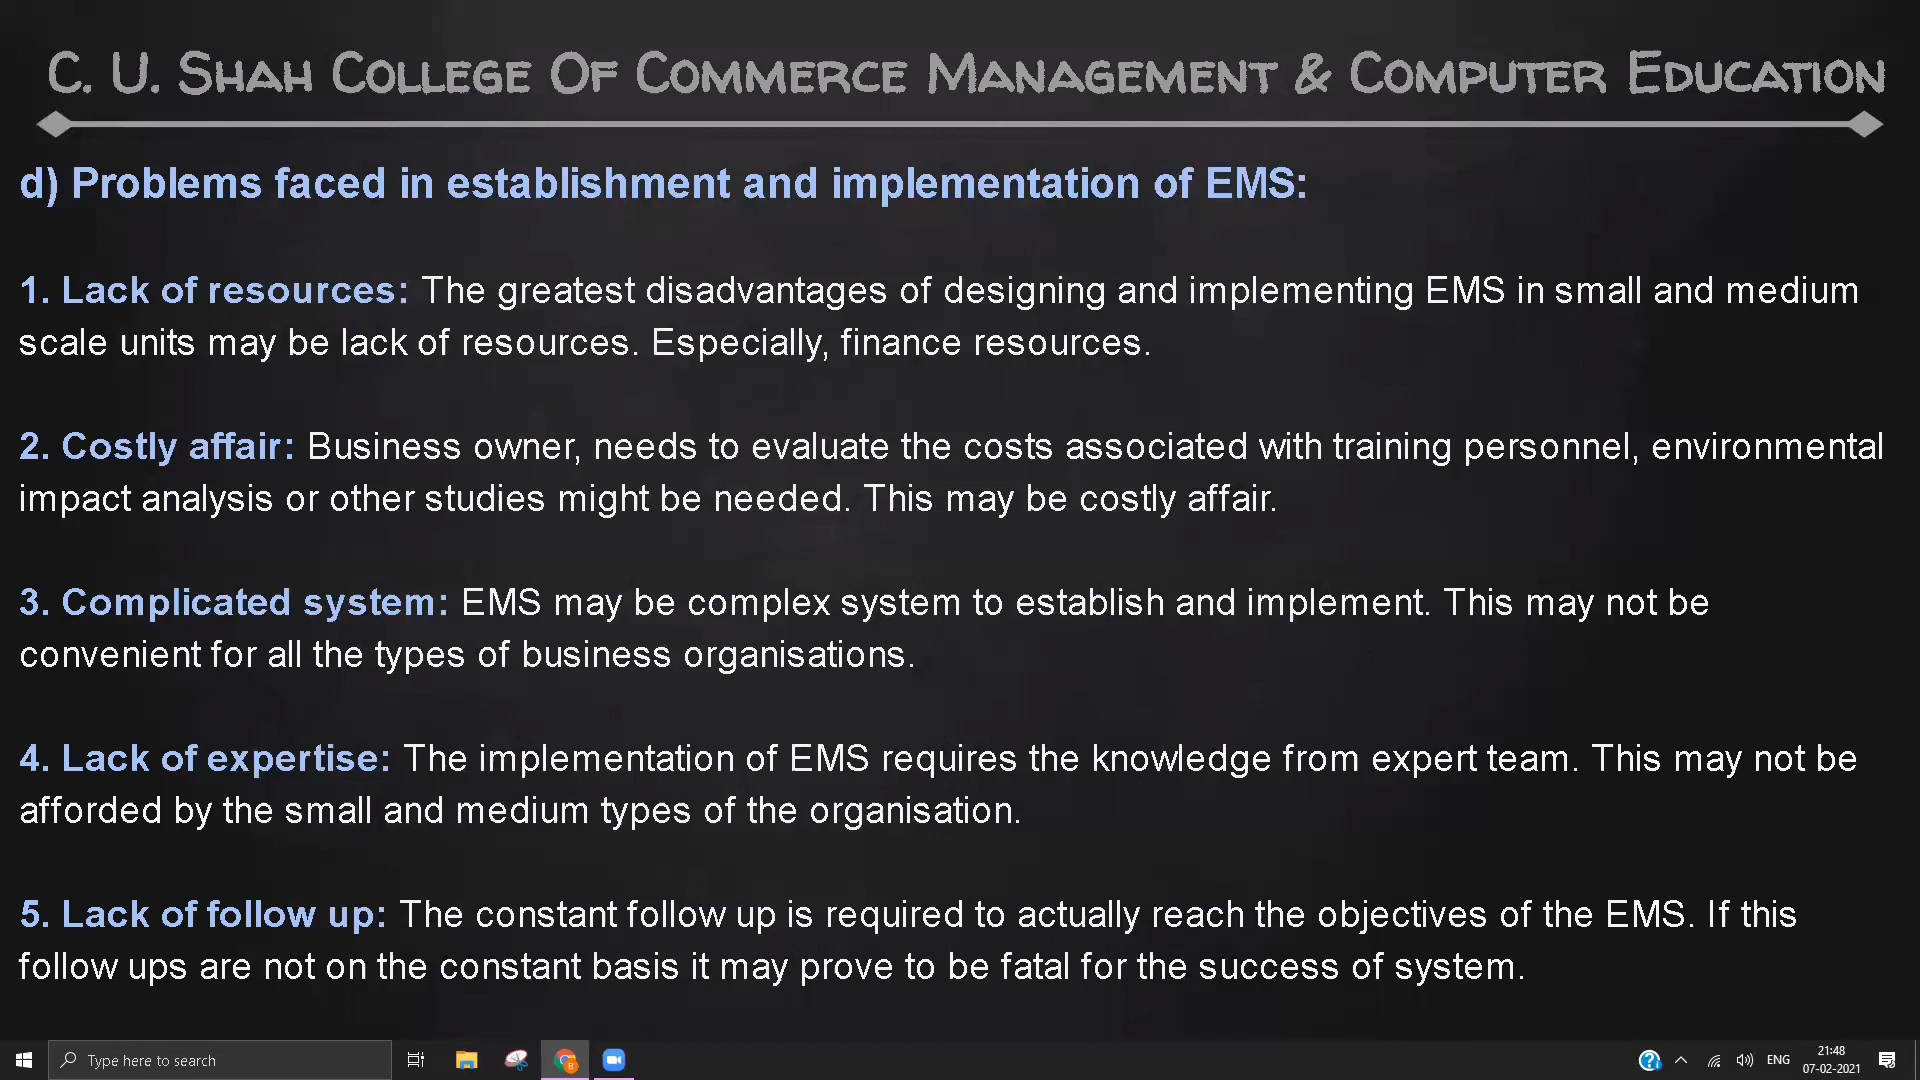 C. U. SHAH COLLEGE OF COMMERCE MANAGEMENT & COMPUTER EDUCATION
d) Problems faced in establishment and implementation of EMS:
1. Lack of resources: The greatest disadvantages of designing and implementing EMS in small and medium
scale units may be lack of resources. Especially, finance resources.
2. Costly affair: Business owner, needs to evaluate the costs associated with training personnel, environmental
impact analysis or other studies might be needed. This may be costly affair.
3. Complicated system: EMS may be complex system to establish and implement. This may not be
convenient for all the types of business organisations.
4. Lack of expertise: The implementation of EMS requires the knowledge from expert team. This may not be
afforded by the small and medium types of the organisation.
5. Lack of follow up: The constant follow up is required to actually reach the objectives of the EMS. If this
follow ups are not on the constant basis it may prove to be fatal for the success of system.
Type here to search
ENG
21:48
07-02-2021